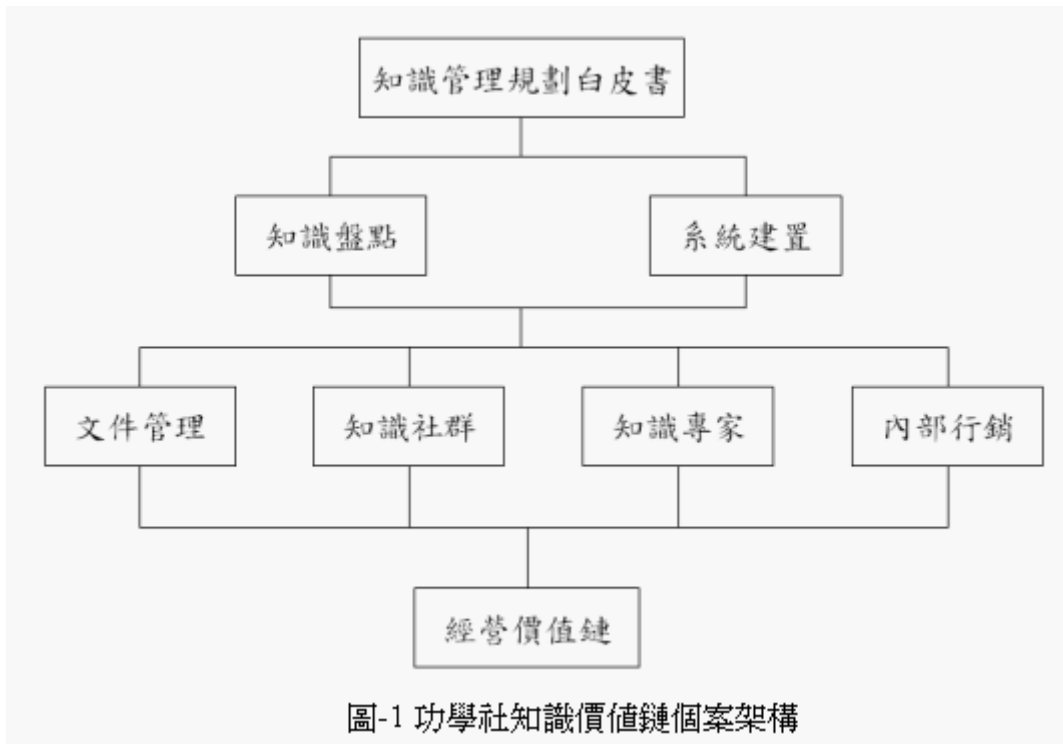 知識管理規劃白皮書
知識盤點
系統建置
文件管理
知識社群
知識專家
內部行銷
經營價值鏈
圖-1 功學社知識價值鏈個案架構